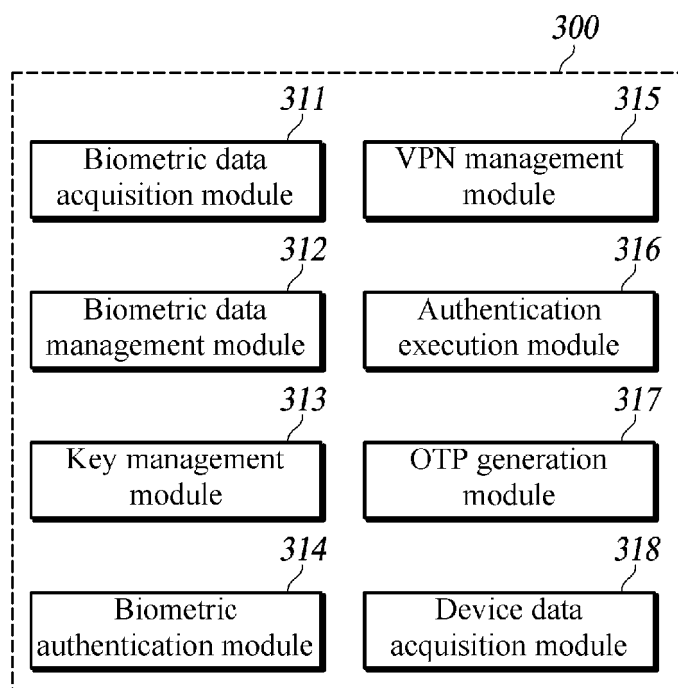 300
311
Biometric data
acquisition module
312
Biometric data
management module
313
Key management
module
314
Biometric
authentication module
315
VPN management
module
316
Authentication
execution module
317
OTP generation
module
318
Device data
acquisition module